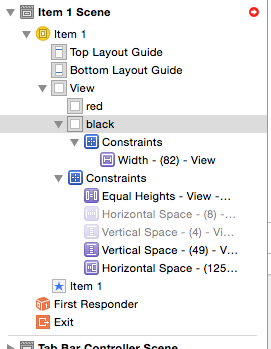 Item 1 Scene
Item 1
Top Layout Guide
Bottom Layout Guide
View
red
black
Constraints
Width - (82) - View
Constraints
Equal Heights - View -...
Horizontal Space - (8) -...
Vertical Space - (4) - Vi...
Vertical Space - (49) - V...
Horizontal Space - (125...
Item 1
First Responder
Exit
Tab Bar Controller Scene